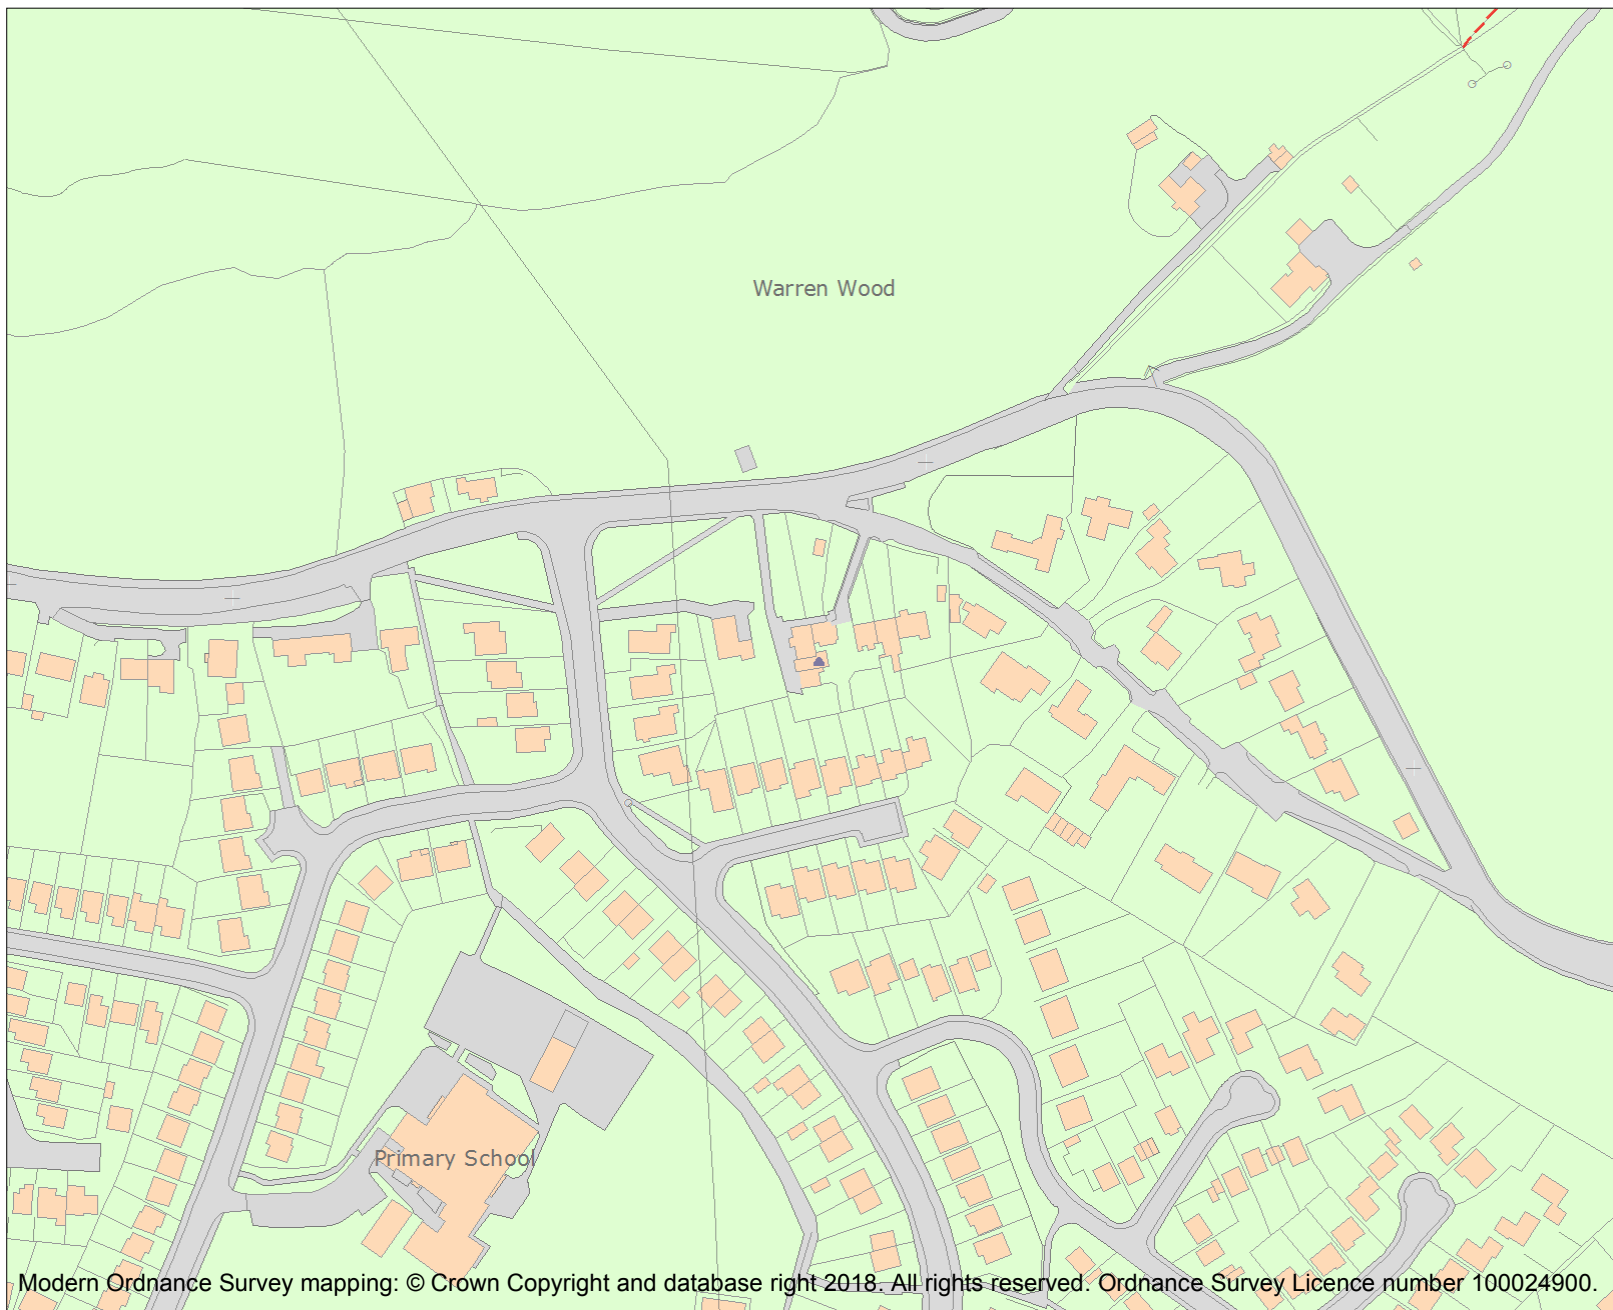 Warren Wood
Primary School
Modern Ordnance Survey mapping: © Crown Copyright and database right 2018. All rights reserved. Ordnance Survey Licence number 100024900.